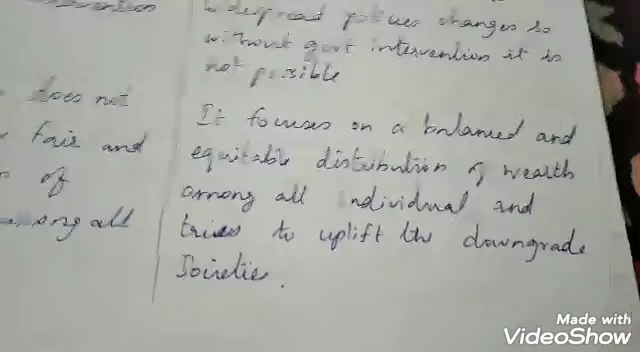 widespread policies changes so
without govt intervention it is
not possible
does not
fair and
of
among all
It focuses on a balanced and
equitable distribution of wealth
among all individual and
tries to uplift the downgrade
Societies.
Made with
VideoShow